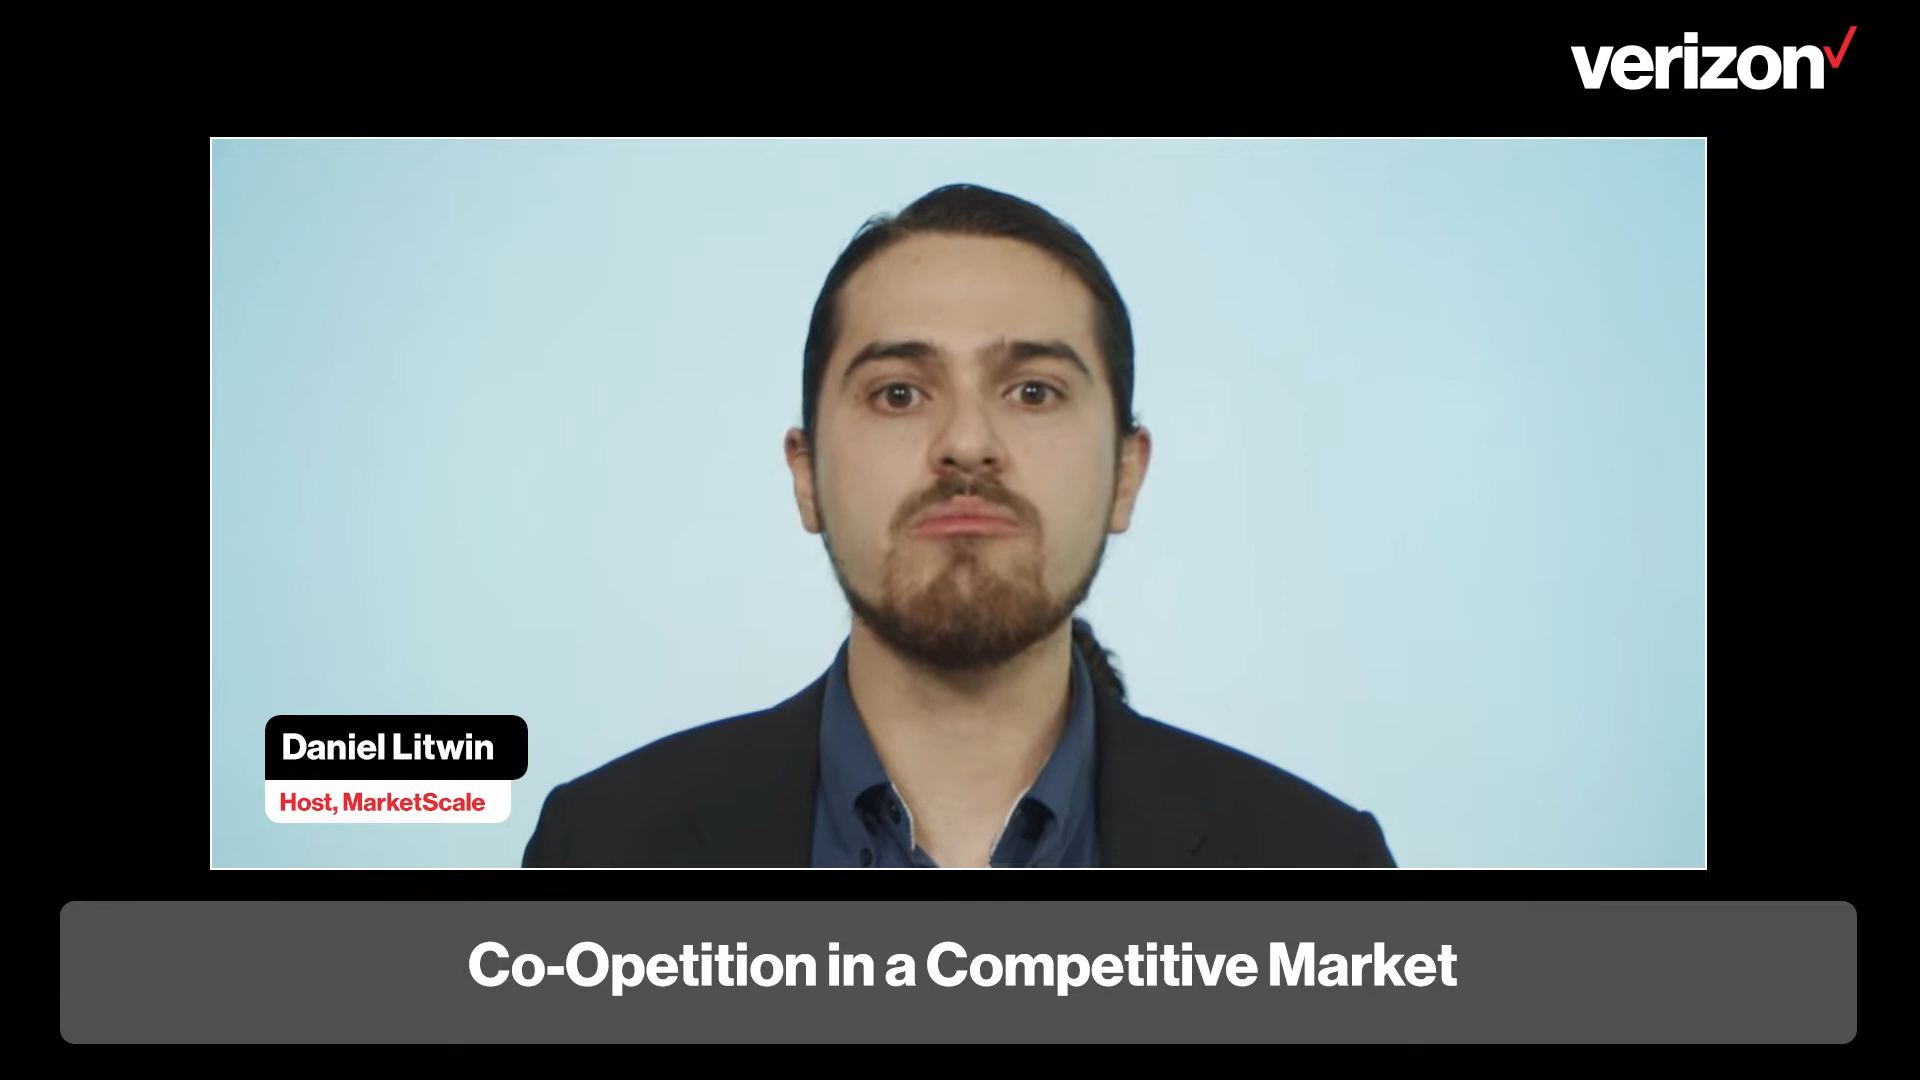 verizon
Daniel Litwin
Host, MarketScale
Co-Opetition in a Competitive Market